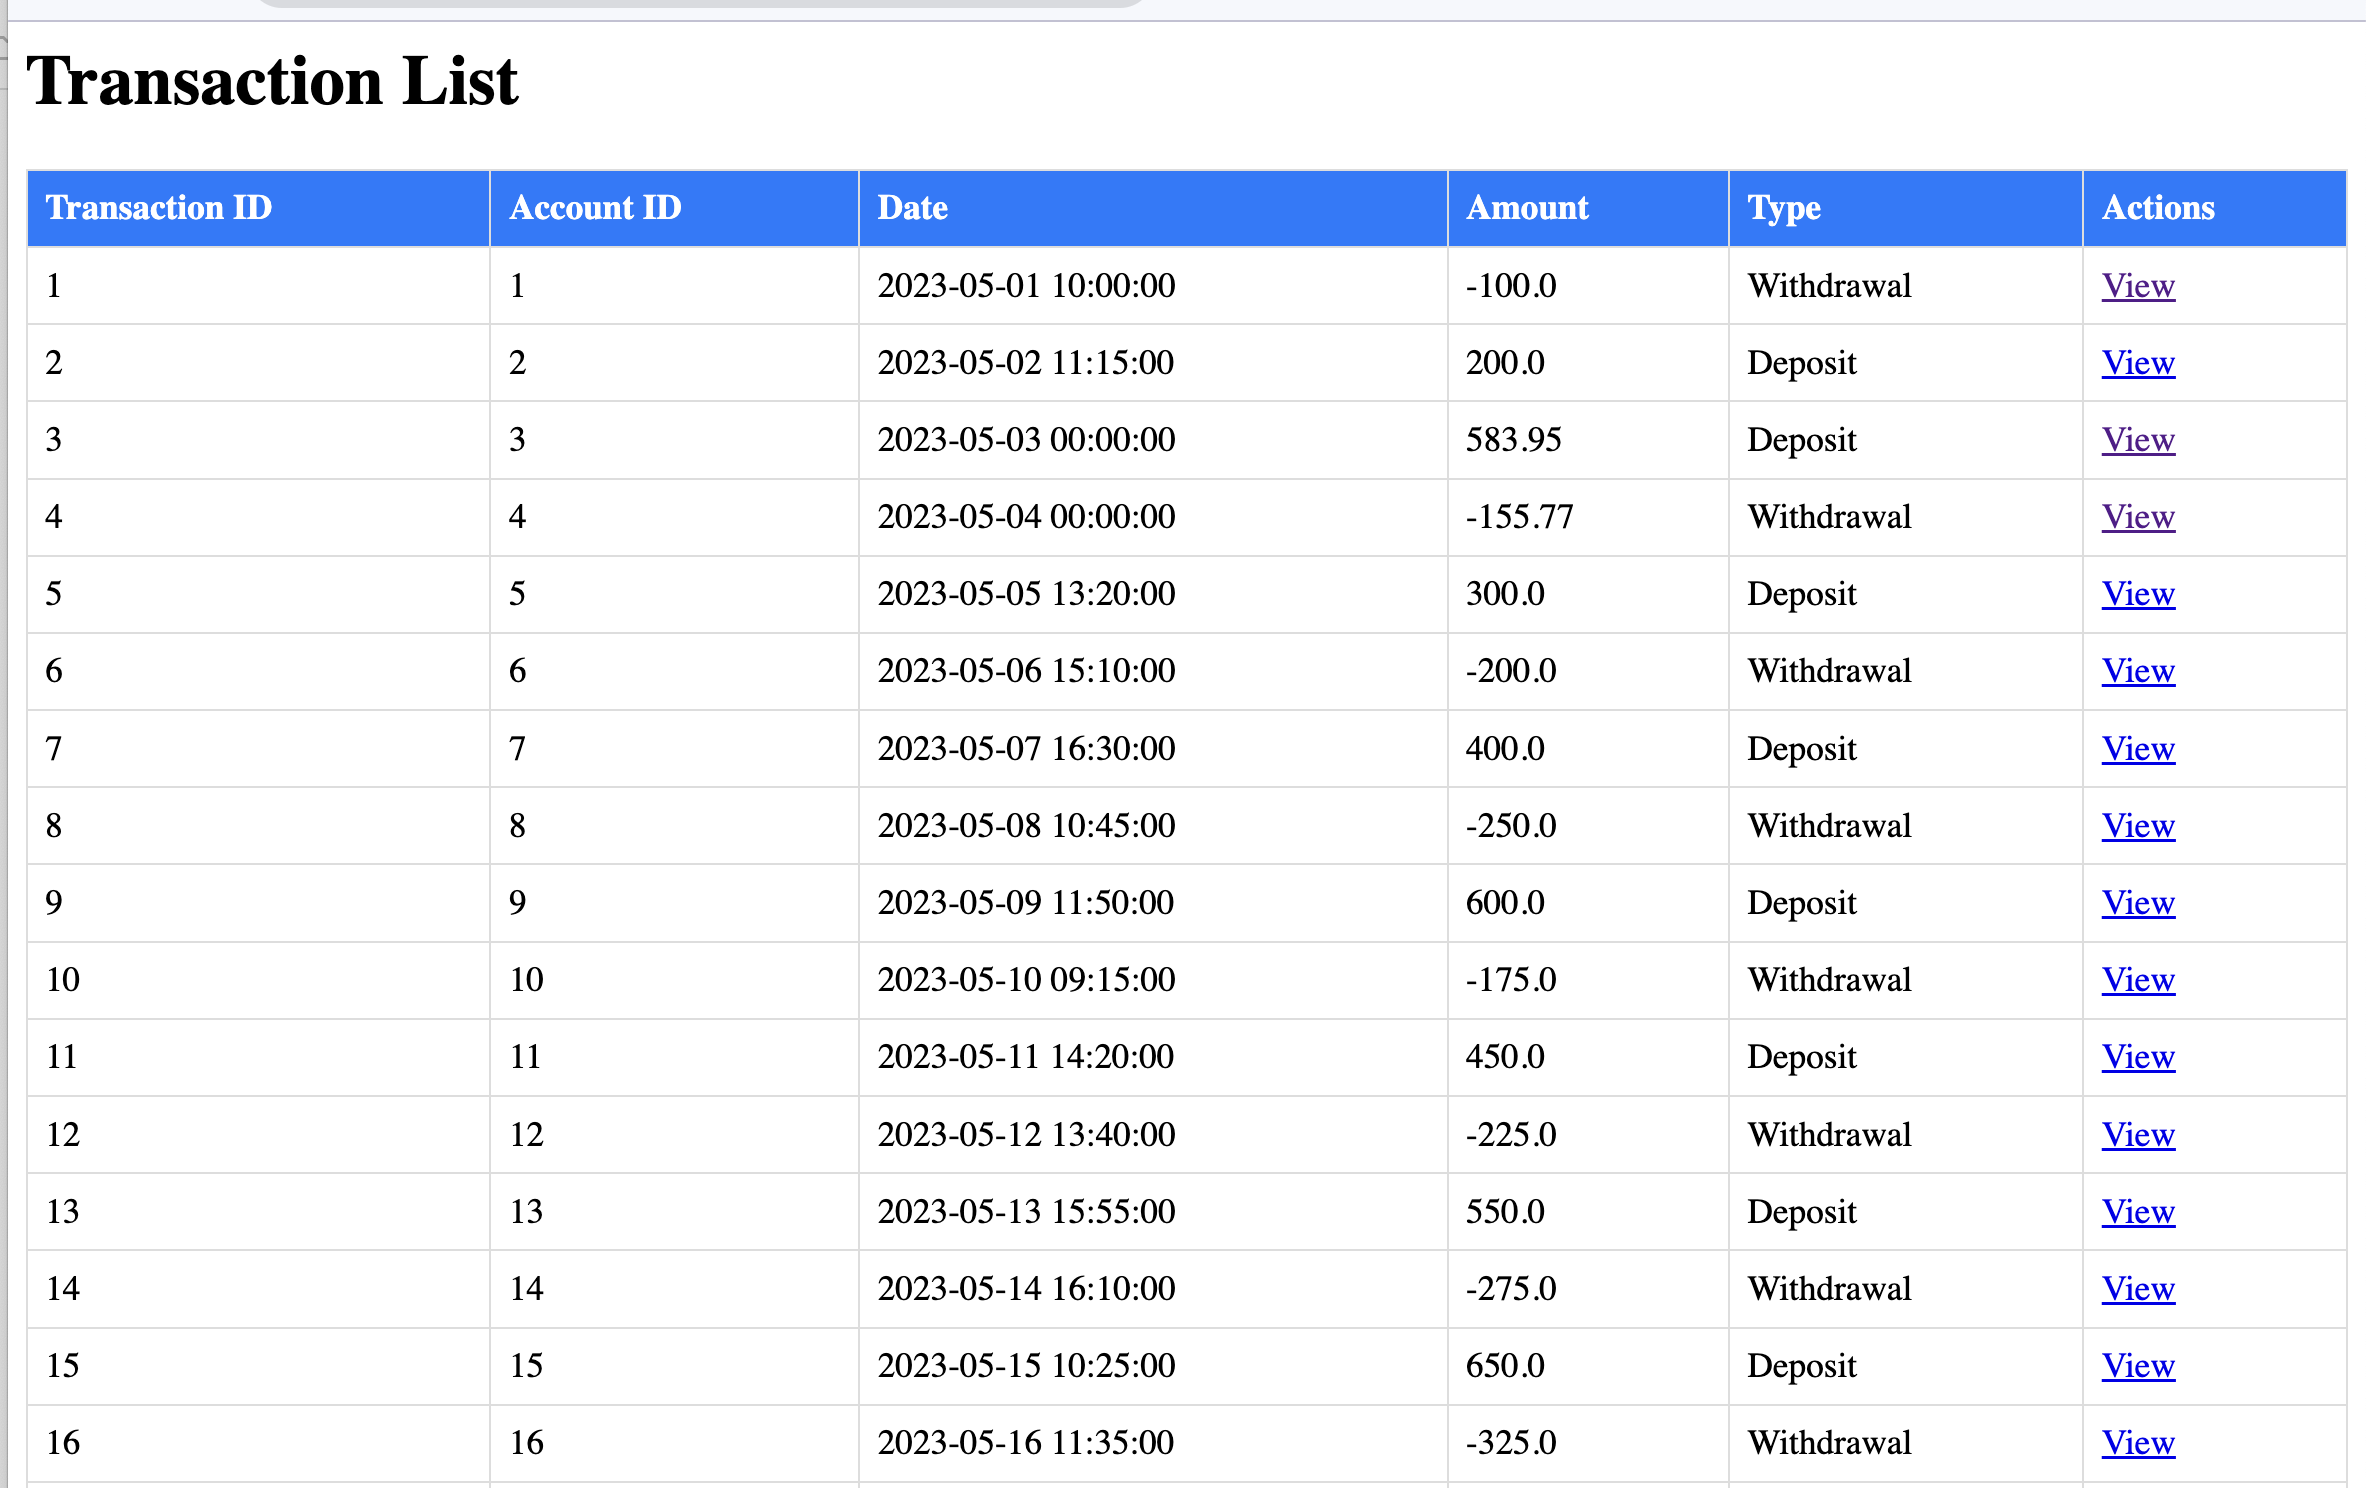 Transaction List
Transaction ID Account ID Date Amount Type Actions
1 1 2023-05-01 10:00:00 -100.0 Withdrawal View
2 2 2023-05-02 11:15:00 200.0 Deposit View
3 3 2023-05-03 00:00:00 583.95 Deposit View
4 4 2023-05-04 00:00:00 -155.77 Withdrawal View
5 5 2023-05-05 13:20:00 300.0 Deposit View
6 6 2023-05-06 15:10:00 -200.0 Withdrawal View
7 7 2023-05-07 16:30:00 400.0 Deposit View
8 8 2023-05-08 10:45:00 -250.0 Withdrawal View
9 9 2023-05-09 11:50:00 600.0 Deposit View
10 10 2023-05-10 09:15:00 -175.0 Withdrawal View
11 11 2023-05-11 14:20:00 450.0 Deposit View
12 12 2023-05-12 13:40:00 -225.0 Withdrawal View
13 13 2023-05-13 15:55:00 550.0 Deposit View
14 14 2023-05-14 16:10:00 -275.0 Withdrawal View
15 15 2023-05-15 10:25:00 650.0 Deposit View
16 16 2023-05-16 11:35:00 -325.0 Withdrawal View